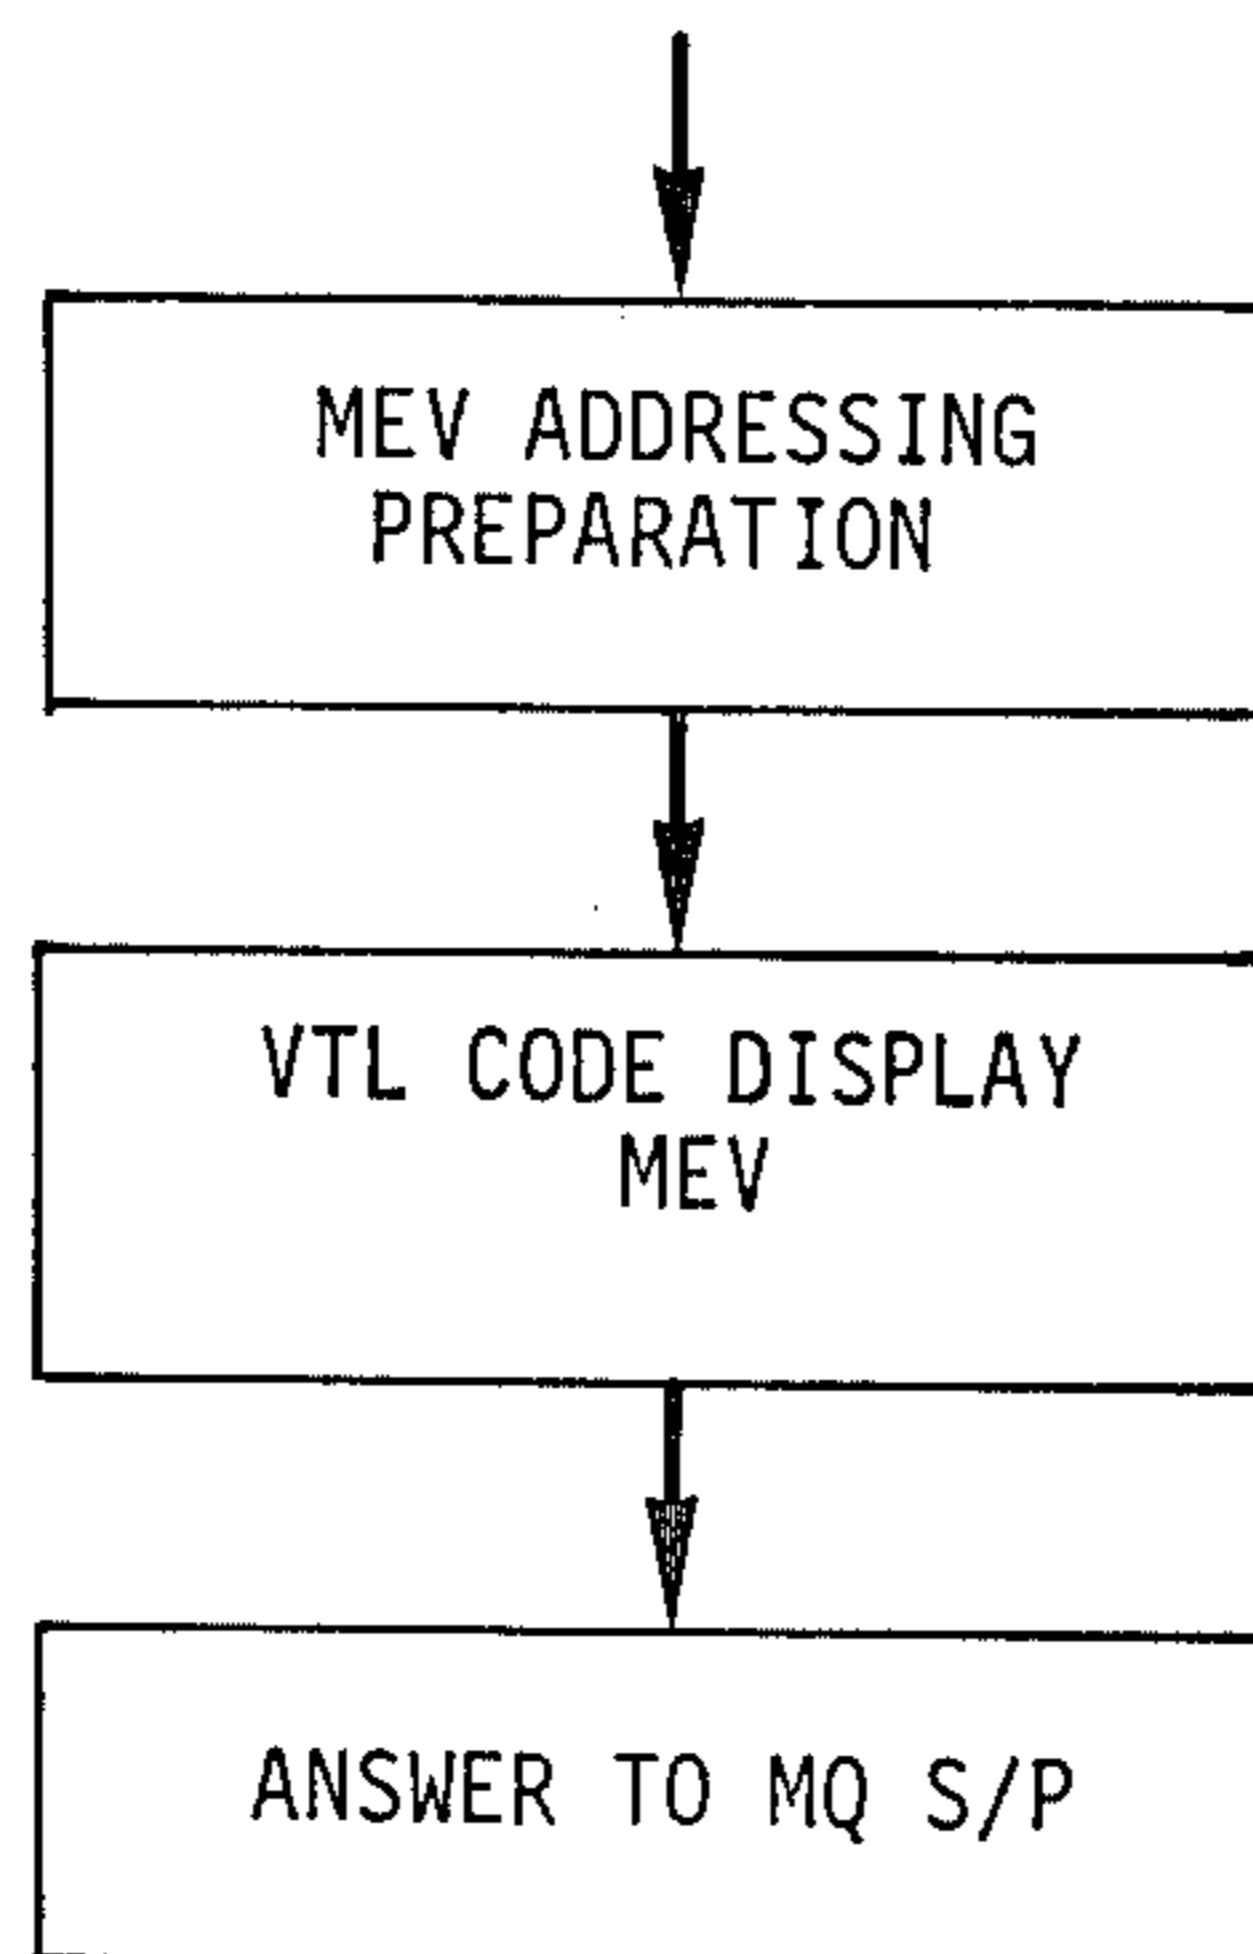 MEV ADDRESSING
PREPARATION
VTL CODE DISPLAY
MEV
ANSWER TO MQ S/P